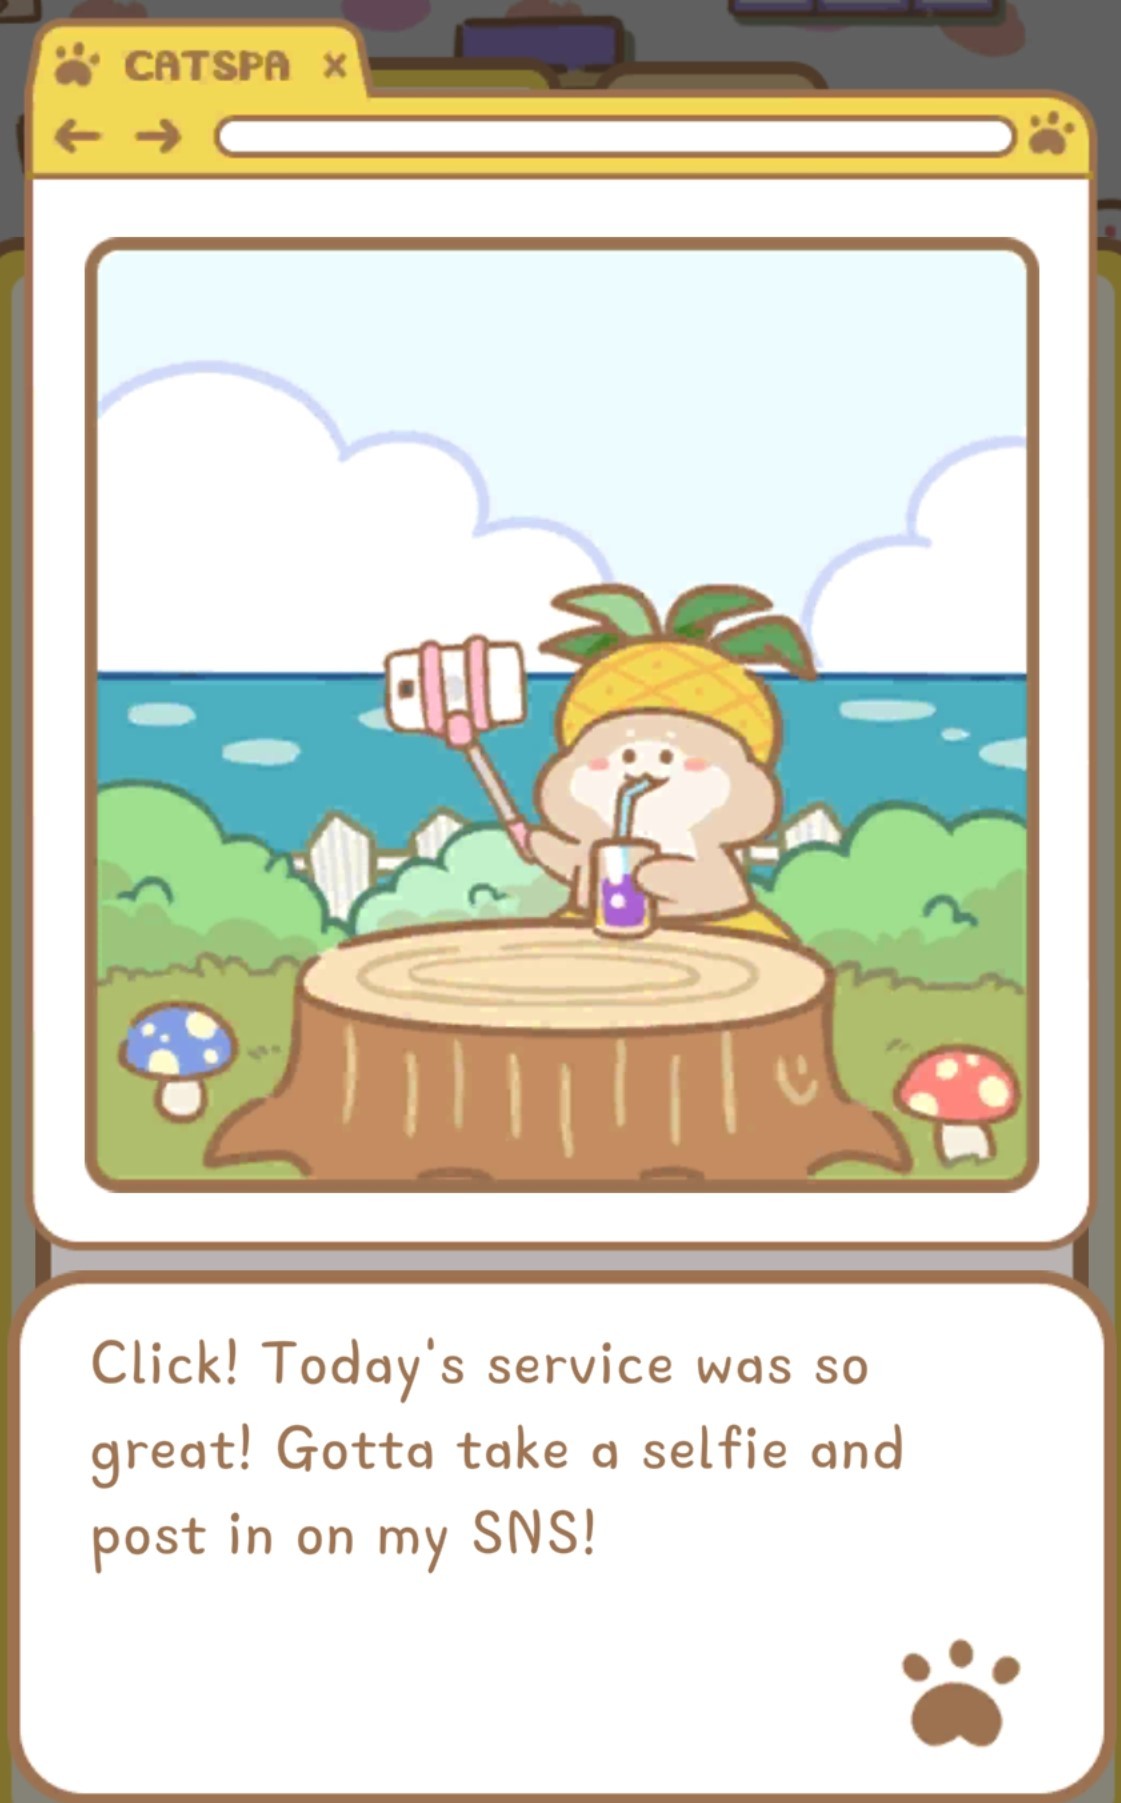 CATSPA x
Click! Today's service was so
great! Gotta take a selfie and
post in on my SNS!